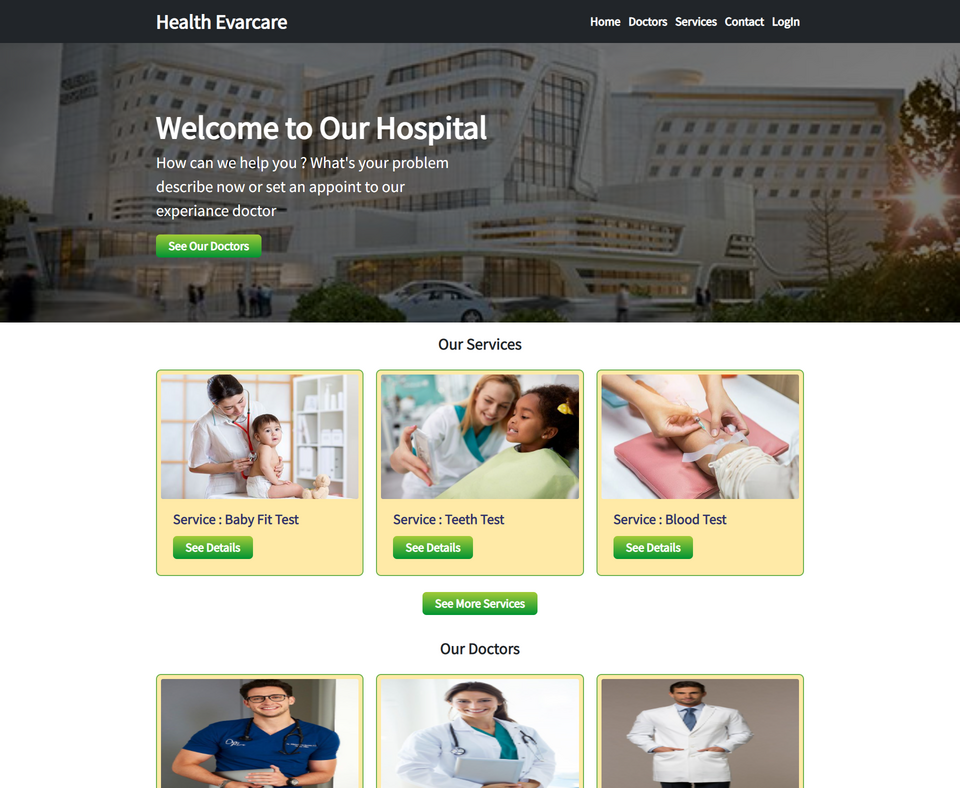 Health Evarcare
Home Doctors Services Contact LogIn
Welcome to Our Hospital
How can we help you ? What's your problem
describe now or set an appoint to our
experiance doctor
See Our Doctors
Our Services
Service : Baby Fit Test
Service : Teeth Test
Service : Blood Test
See Details
See Details
See Details
See More Services
Our Doctors